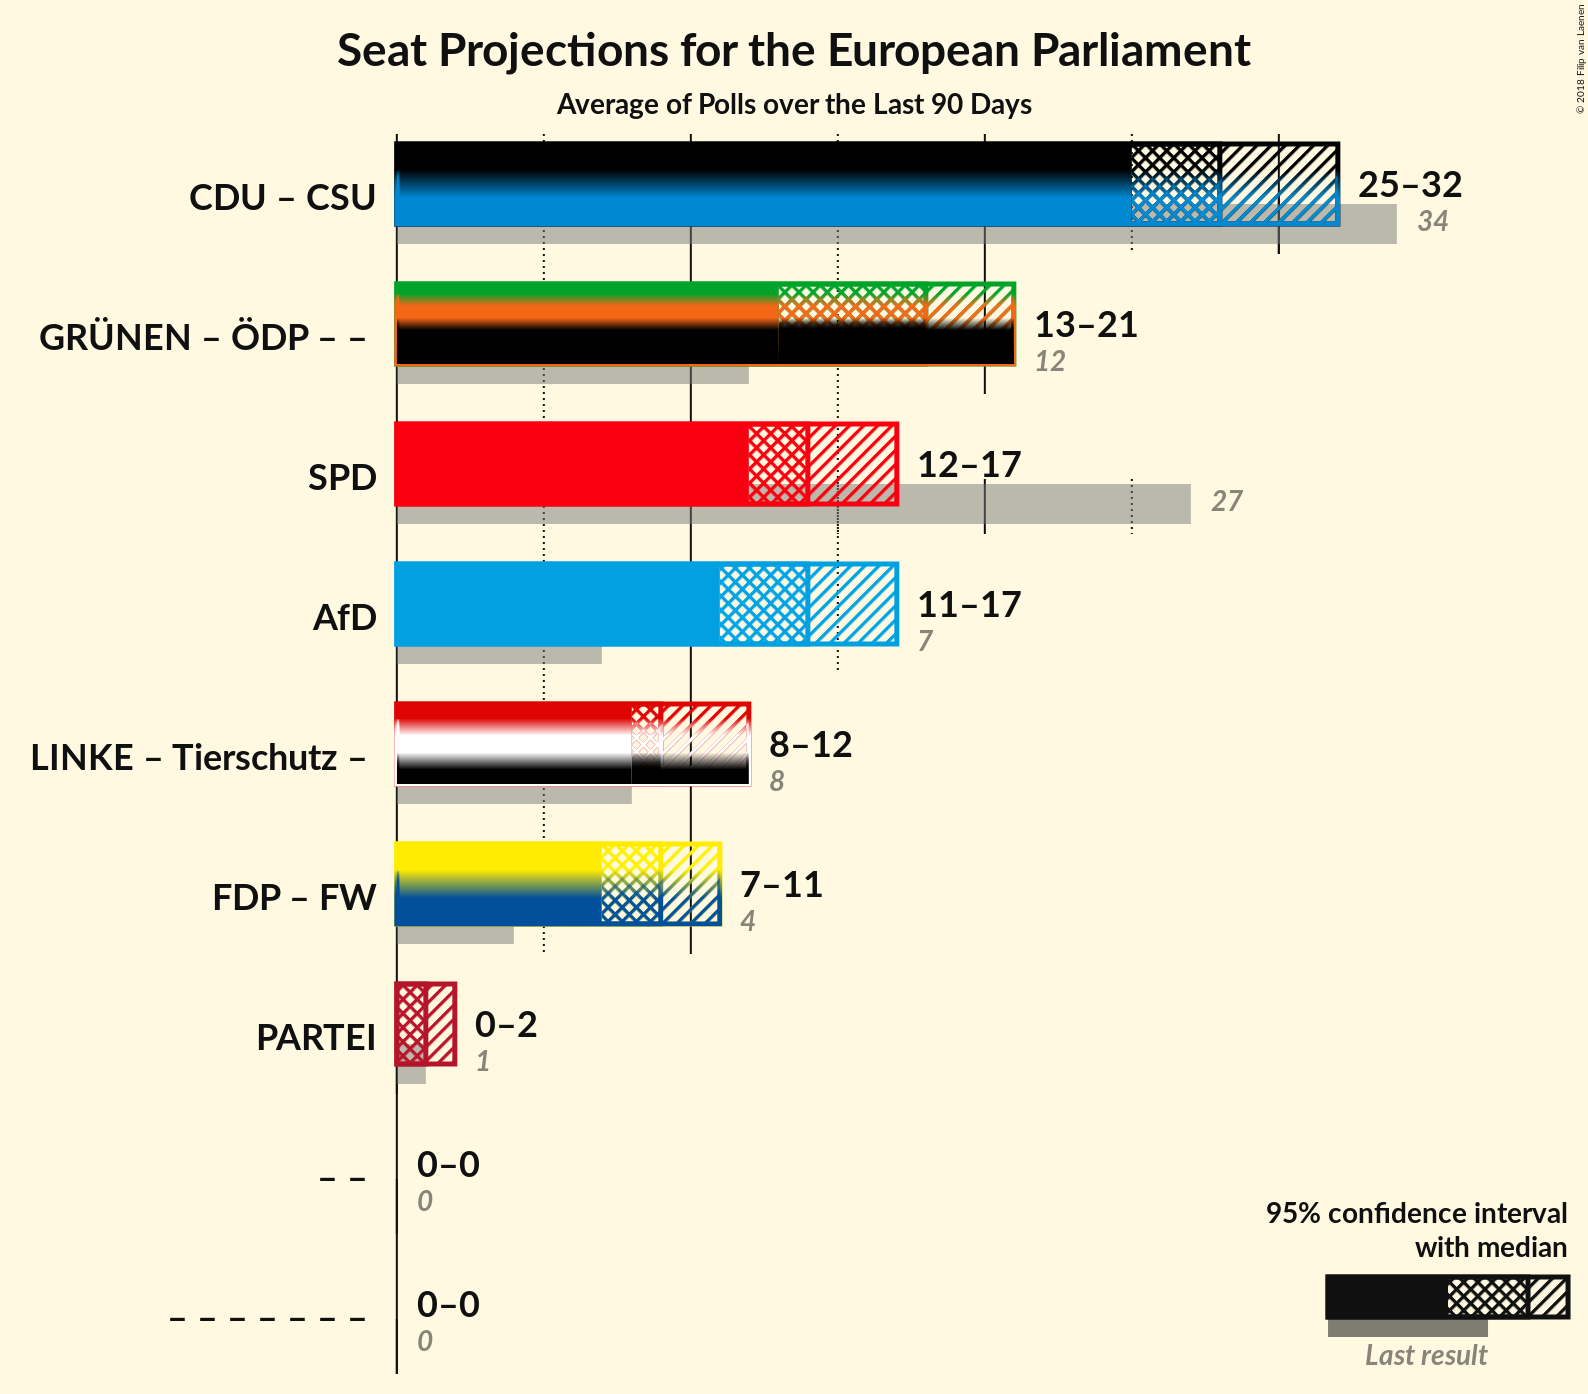 Seat Projections for the European Parliament
Average of Polls over the Last 90 Days
© 2018 Filip van Laenen
CDU – CSU
25–32
34
GRÜNEN – ÖDP – –
13–21
12
SPD
12–17
27
AfD
11–17
7
LINKE – Tierschutz –
8–12
8
FDP – FW
7–11
4
PARTEI
0–2
1
– –
0–0
0
– – – – – – –
0–0
0
95% confidence interval
with median
Last result